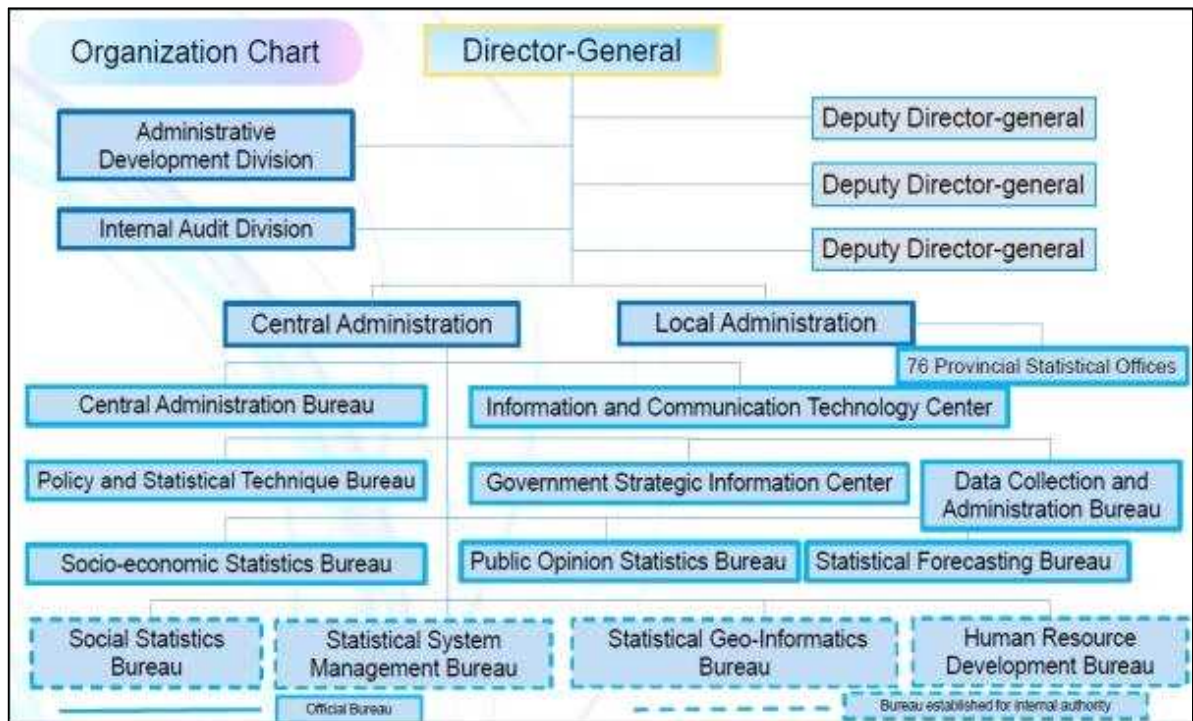 Organization Chart
Director-General
Administrative
Development Division
Deputy Director-general
Deputy Director-general
Internal Audit Division
Deputy Director-general
Central Administration
Local Administration
76 Provincial Statistical Offices
Central Administration Bureau
Information and Communication Technology Center
Policy and Statistical Technique Bureau
Government Strategic Information Center
Data Collection and
Administration Bureau
Socio-economic Statistics Bureau
Public Opinion Statistics Bureau
Statistical Forecasting Bureau
Social Statistics
Bureau
Statistical System
Management Bureau
Statistical Geo-Informatics
Bureau
Human Resource
Development Bureau
Official Bureau
Bureau established for internal authority